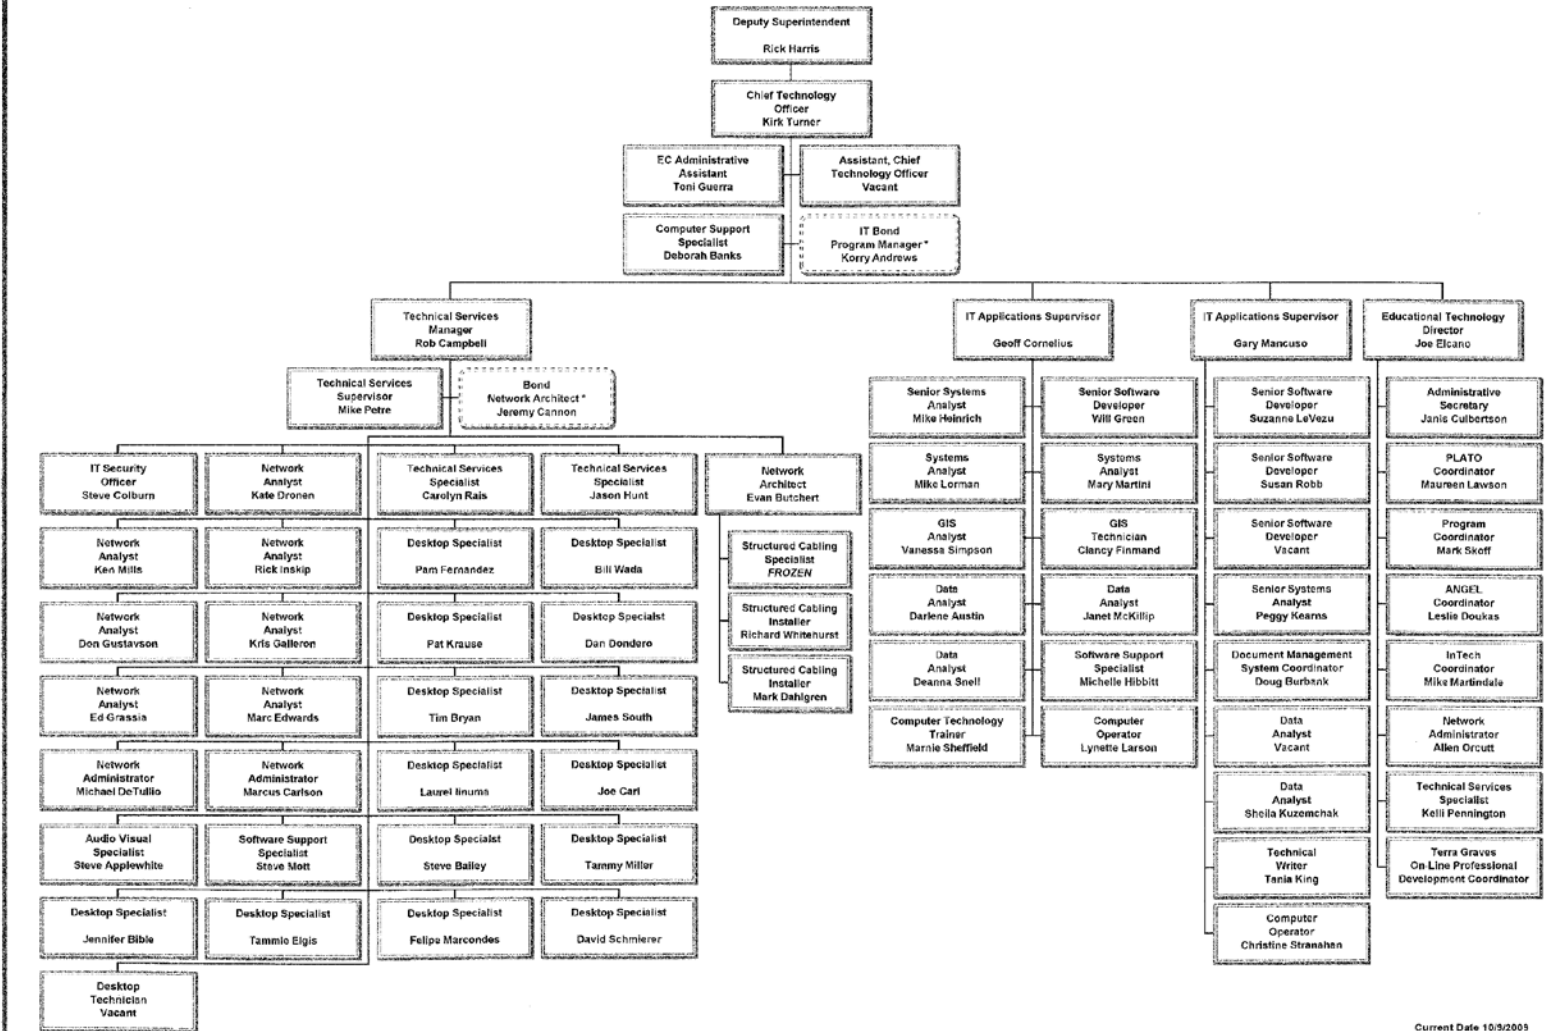 Deputy Superintendent
Rick Harris
Chief Technology
Officer
Kirk Turner
EC Administrative
Assistant
Toni Guerra
Assistant, Chief
Technology Officer
Vacant
Computer Support
Specialist
Deborah Banks
IT Bond
Program Manager*
Korry Andrews
Technical Services
Manager
Rob Campbell
IT Applications Supervisor
Geoff Cornelius
IT Applications Supervisor
Gary Mancuso
Educational Technology
Director
Joe Elcano
Technical Services
Supervisor
Mike Petre
Bond
Network Architect*
Jeremy Cannon
IT Security
Officer
Steve Colburn
Network
Analyst
Kate Dronen
Technical Services
Specialist
Carolyn Rais
Technical Services
Specialist
Jason Hunt
Network
Architect
Evan Butchert
Network
Analyst
Ken Mills
Network
Analyst
Rick Inskip
Desktop Specialist
Pam Fernandez
Desktop Specialist
Bill Wada
Structured Cabling
Specialist
FROZEN
Network
Analyst
Don Gustavson
Network
Analyst
Kris Galleron
Desktop Specialist
Pat Krause
Desktop Specialst
Dan Dondero
Structured Cabling
Installer
Richard Whitehurst
Network
Analyst
Ed Grassia
Network
Analyst
Marc Edwards
Desktop Specialist
Tim Bryan
Desktop Specialist
James South
Structured Cabling
Installer
Mark Dahlgren
Network
Administrator
Michael DeTullio
Network
Administrator
Marcus Carlson
Desktop Specialist
Laurel Iinuma
Desktop Specialist
Joe Carl
Audio Visual
Specialist
Steve Applewhite
Software Support
Specialist
Steve Mott
Desktop Specialst
Steve Bailey
Desktop Specialist
Tammy Miller
Desktop Specialist
Jennifer Bible
Desktop Specialist
Tammie Elgis
Desktop Specialist
Felipe Marcondes
Desktop Specialist
David Schmierer
Desktop
Technician
Vacant
Senior Systems
Analyst
Mike Heinrich
Senior Software
Developer
Will Green
Systems
Analyst
Mike Lorman
Systems
Analyst
Mary Martini
GIS
Analyst
Vanessa Simpson
GIS
Technician
Clancy Finmand
Data
Analyst
Darlene Austin
Data
Analyst
Janet McKillip
Data
Analyst
Deanna Snell
Software Support
Specialist
Michelle Hibbitt
Computer Technology
Trainer
Marnie Sheffield
Computer
Operator
Lynette Larson
Senior Software
Developer
Suzanne LeVezu
Senior Software
Developer
Susan Robb
Senior Software
Developer
Vacant
Senior Systems
Analyst
Peggy Kearns
Document Management
System Coordinator
Doug Burbank
Data
Analyst
Vacant
Data
Analyst
Sheila Kuzemchak
Technical
Writer
Tania King
Computer
Operator
Christine Stranahan
Administrative
Secretary
Janis Culbertson
PLATO
Coordinator
Maureen Lawson
Program
Coordinator
Mark Skoff
ANGEL
Coordinator
Leslie Doukas
InTech
Coordinator
Mike Martindale
Network
Administrator
Allen Orcutt
Technical Services
Specialist
Kelli Pennington
Terra Graves
On-Line Professional
Development Coordinator
Current Date 10/9/2009